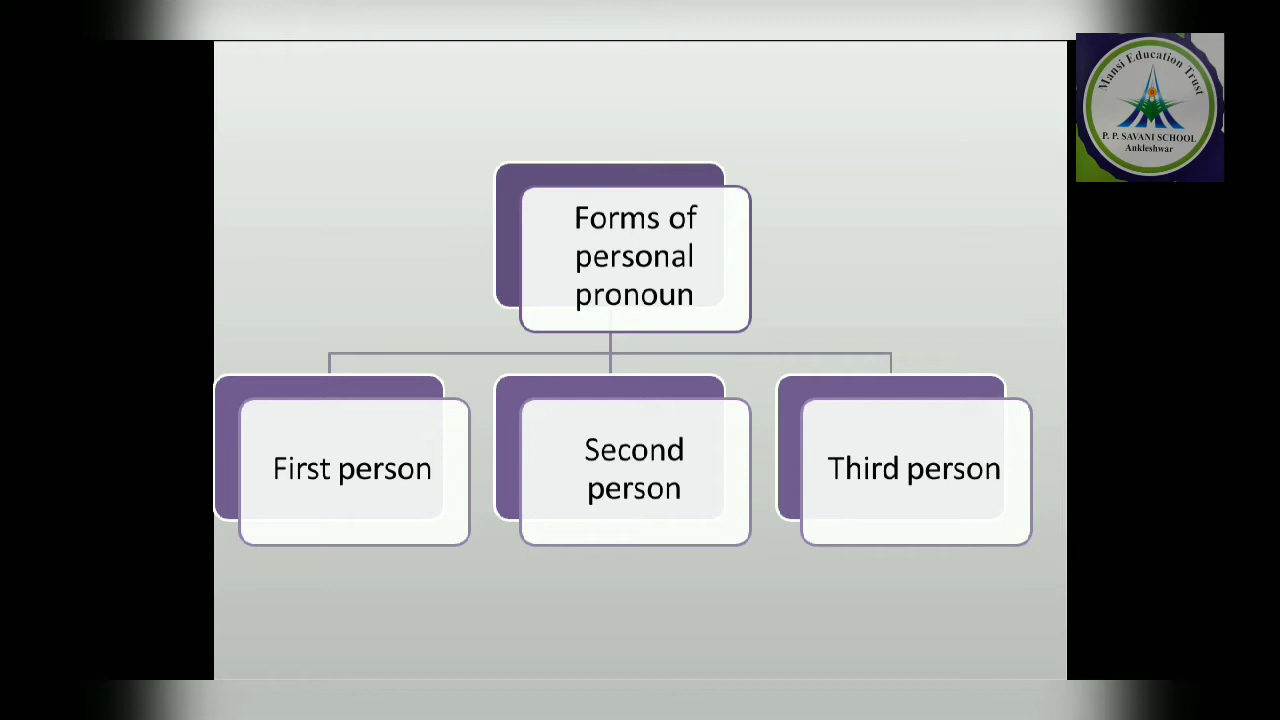 Mansi Education Trust
P. P. SAVANI SCHOOL
Ankleshwar
Forms of
personal
pronoun
First person
Second
person
Third person